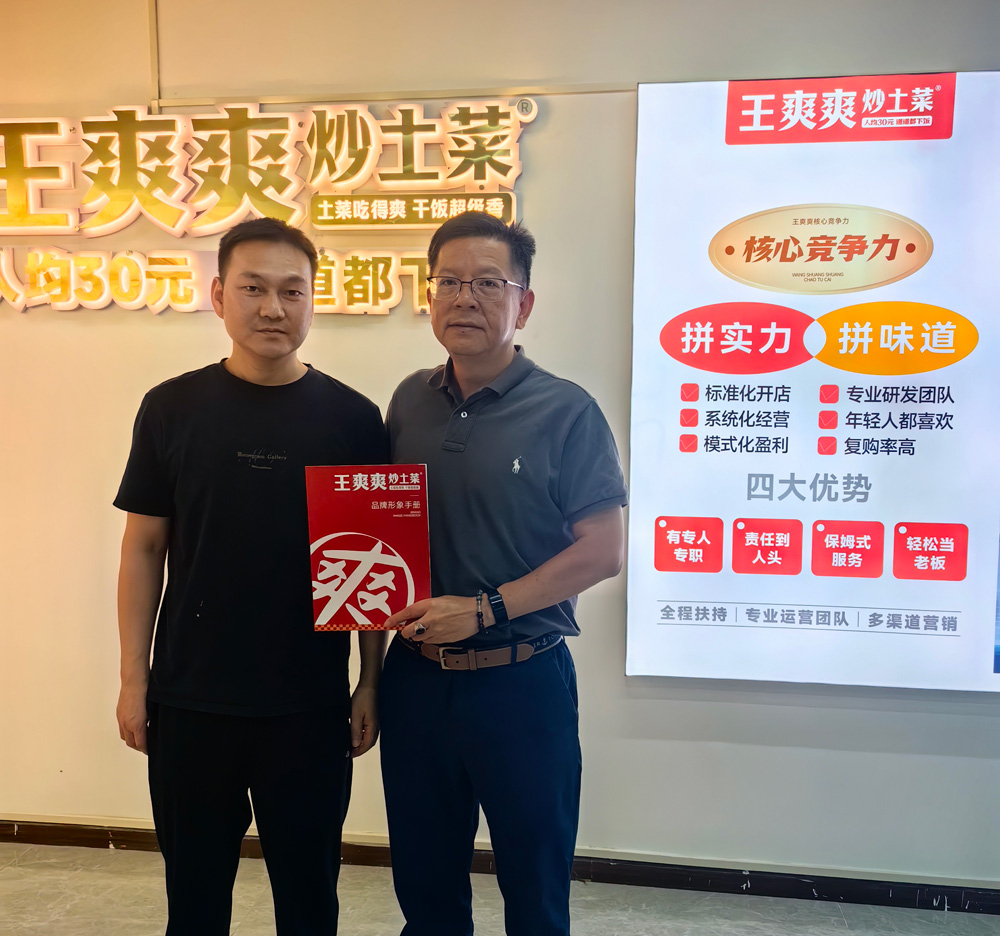 王爽爽炒土菜®
土菜吃得爽 干饭超级香
人均30元 道都下
王爽爽炒土菜®
人均30元 道道都下饭
王爽爽核心竞争力
核心竞争力
WANG SHUANG SHUANG
CHAO TU CAI
拼实力 拼味道
标准化开店 专业研发团队
系统化经营 年轻人都喜欢
模式化盈利 复购率高
四大优势
有专人专职 责任到人头 保姆式服务 轻松当老板
全程扶持 | 专业运营团队 | 多渠道营销
王爽爽炒土菜
品牌形象手册
爽